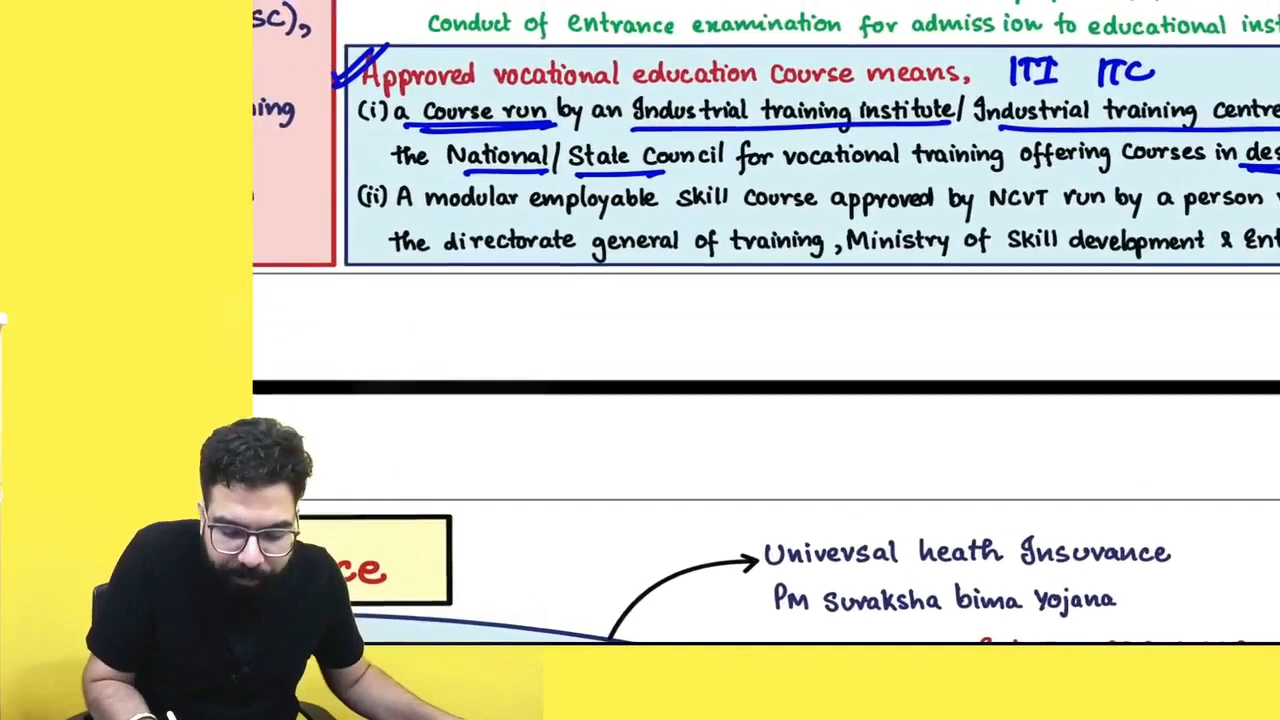 SC),
Conduct of entrance examination for admission to educational inst
Approved vocational education Course means, ITI ITC
ning
(i) a Course run by an Industrial training institute/ Industrial training centre
the National/ State Council for vocational training offering Courses in des
(ii) A modular employable skill Course approved by NCVT run by a person
the directorate general of training, Ministry of Skill development & Ent
Universal heath Insurance
ce
PM Suraksha bima Yojana